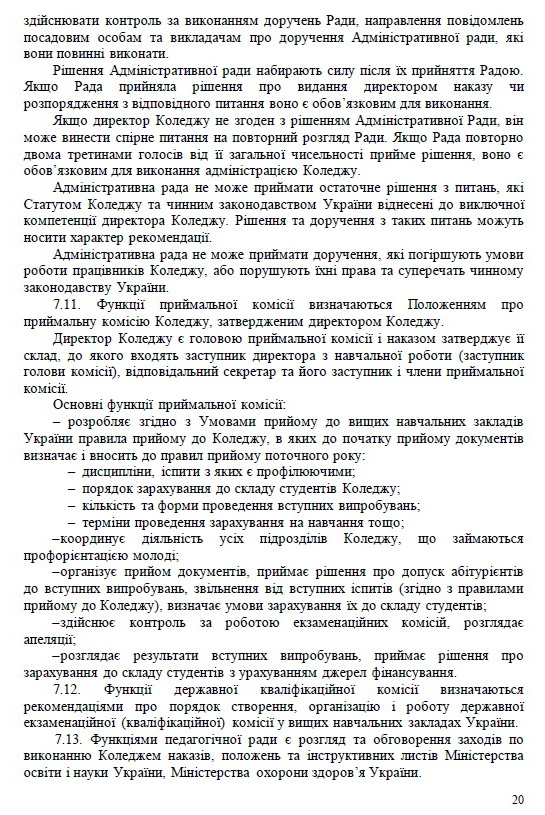 здійснювати контроль за виконанням доручень Ради, направлення повідомлень
посадовим особам та викладачам про доручення Адміністративної ради, які
вони повинні виконати.
Рішення Адміністративної ради набирають силу після їх прийняття Радою.
Якщо Рада прийняла рішення про видання директором наказу чи
розпорядження з відповідного питання воно є обов’язковим для виконання.
Якщо директор Коледжу не згоден з рішенням Адміністративної Ради, він
може винести спірне питання на повторний розгляд Ради. Якщо Рада повторно
двома третинами голосів від її загальної чисельності прийме рішення, воно є
обов’язковим для виконання адміністрацією Коледжу.
Адміністративна рада не може приймати остаточне рішення з питань, які
Статутом Коледжу та чинним законодавством України віднесені до виключної
компетенції директора Коледжу. Рішення та доручення з таких питань можуть
носити характер рекомендації.
Адміністративна рада не може приймати доручення, які погіршують умови
роботи працівників Коледжу, або порушують їхні права та суперечать чинному
законодавству України.
7.11. Функції приймальної комісії визначаються Положенням про
приймальну комісію Коледжу, затвердженим директором Коледжу.
Директор Коледжу є головою приймальної комісії і наказом затверджує її
склад, до якого входять заступник директора з навчальної роботи (заступник
голови комісії), відповідальний секретар та його заступник і члени приймальної
комісії.
Основні функції приймальної комісії:
– розробляє згідно з Умовами прийому до вищих навчальних закладів
України правила прийому до Коледжу, в яких до початку прийому документів
визначає і вносить до правил прийому поточного року:
– дисципліни, іспити з яких є профілюючими;
– порядок зарахування до складу студентів Коледжу;
– кількість та форми проведення вступних випробувань;
– терміни проведення зарахування на навчання тощо;
–координує діяльність усіх підрозділів Коледжу, що займаються
профорієнтацією молоді;
–організує прийом документів, приймає рішення про допуск абітурієнтів
до вступних випробувань, звільнення від вступних іспитів (згідно з правилами
прийому до Коледжу), визначає умови зарахування їх до складу студентів;
–здійснює контроль за роботою екзаменаційних комісій, розглядає
апеляції;
–розглядає результати вступних випробувань, приймає рішення про
зарахування до складу студентів з урахуванням джерел фінансування.
7.12. Функції державної кваліфікаційної комісії визначаються
рекомендаціями про порядок створення, організацію і роботу державної
екзаменаційної (кваліфікаційної) комісії у вищих навчальних закладах України.
7.13. Функціями педагогічної ради є розгляд та обговорення заходів по
виконанню Коледжем наказів, положень та інструктивних листів Міністерства
освіти і науки України, Міністерства охорони здоров’я України.
20